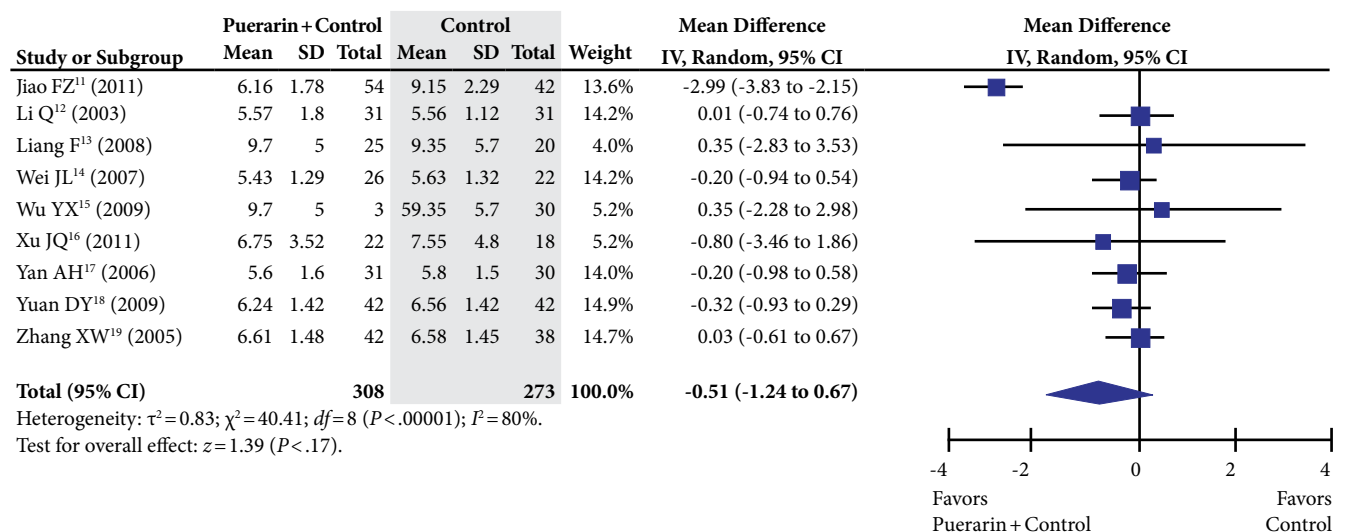 Puerarin + Control Control Mean Difference Mean Difference
Study or Subgroup Mean SD Total Mean SD Total Weight IV, Random, 95% CI IV, Random, 95% CI
Jiao FZ¹¹ (2011) 6.16 1.78 54 9.15 2.29 42 13.6% -2.99 (-3.83 to -2.15)
Li Q¹² (2003) 5.57 1.8 31 5.56 1.12 31 14.2% 0.01 (-0.74 to 0.76)
Liang F¹³ (2008) 9.7 5 25 9.35 5.7 20 4.0% 0.35 (-2.83 to 3.53)
Wei JL¹⁴ (2007) 5.43 1.29 26 5.63 1.32 22 14.2% -0.20 (-0.94 to 0.54)
Wu YX¹⁵ (2009) 9.7 5 3 59.35 5.7 30 5.2% 0.35 (-2.28 to 2.98)
Xu JQ¹⁶ (2011) 6.75 3.52 22 7.55 4.8 18 5.2% -0.80 (-3.46 to 1.86)
Yan AH¹⁷ (2006) 5.6 1.6 31 5.8 1.5 30 14.0% -0.20 (-0.98 to 0.58)
Yuan DY¹⁸ (2009) 6.24 1.42 42 6.56 1.42 42 14.9% -0.32 (-0.93 to 0.29)
Zhang XW¹⁹ (2005) 6.61 1.48 42 6.58 1.45 38 14.7% 0.03 (-0.61 to 0.67)
Total (95% CI) 308 273 100.0% -0.51 (-1.24 to 0.67)
Heterogeneity: τ² = 0.83; χ² = 40.41; df = 8 (P < .00001); I² = 80%.
Test for overall effect: z = 1.39 (P < .17).
-4 -2 0 2 4
Favors Favors
Puerarin + Control Control